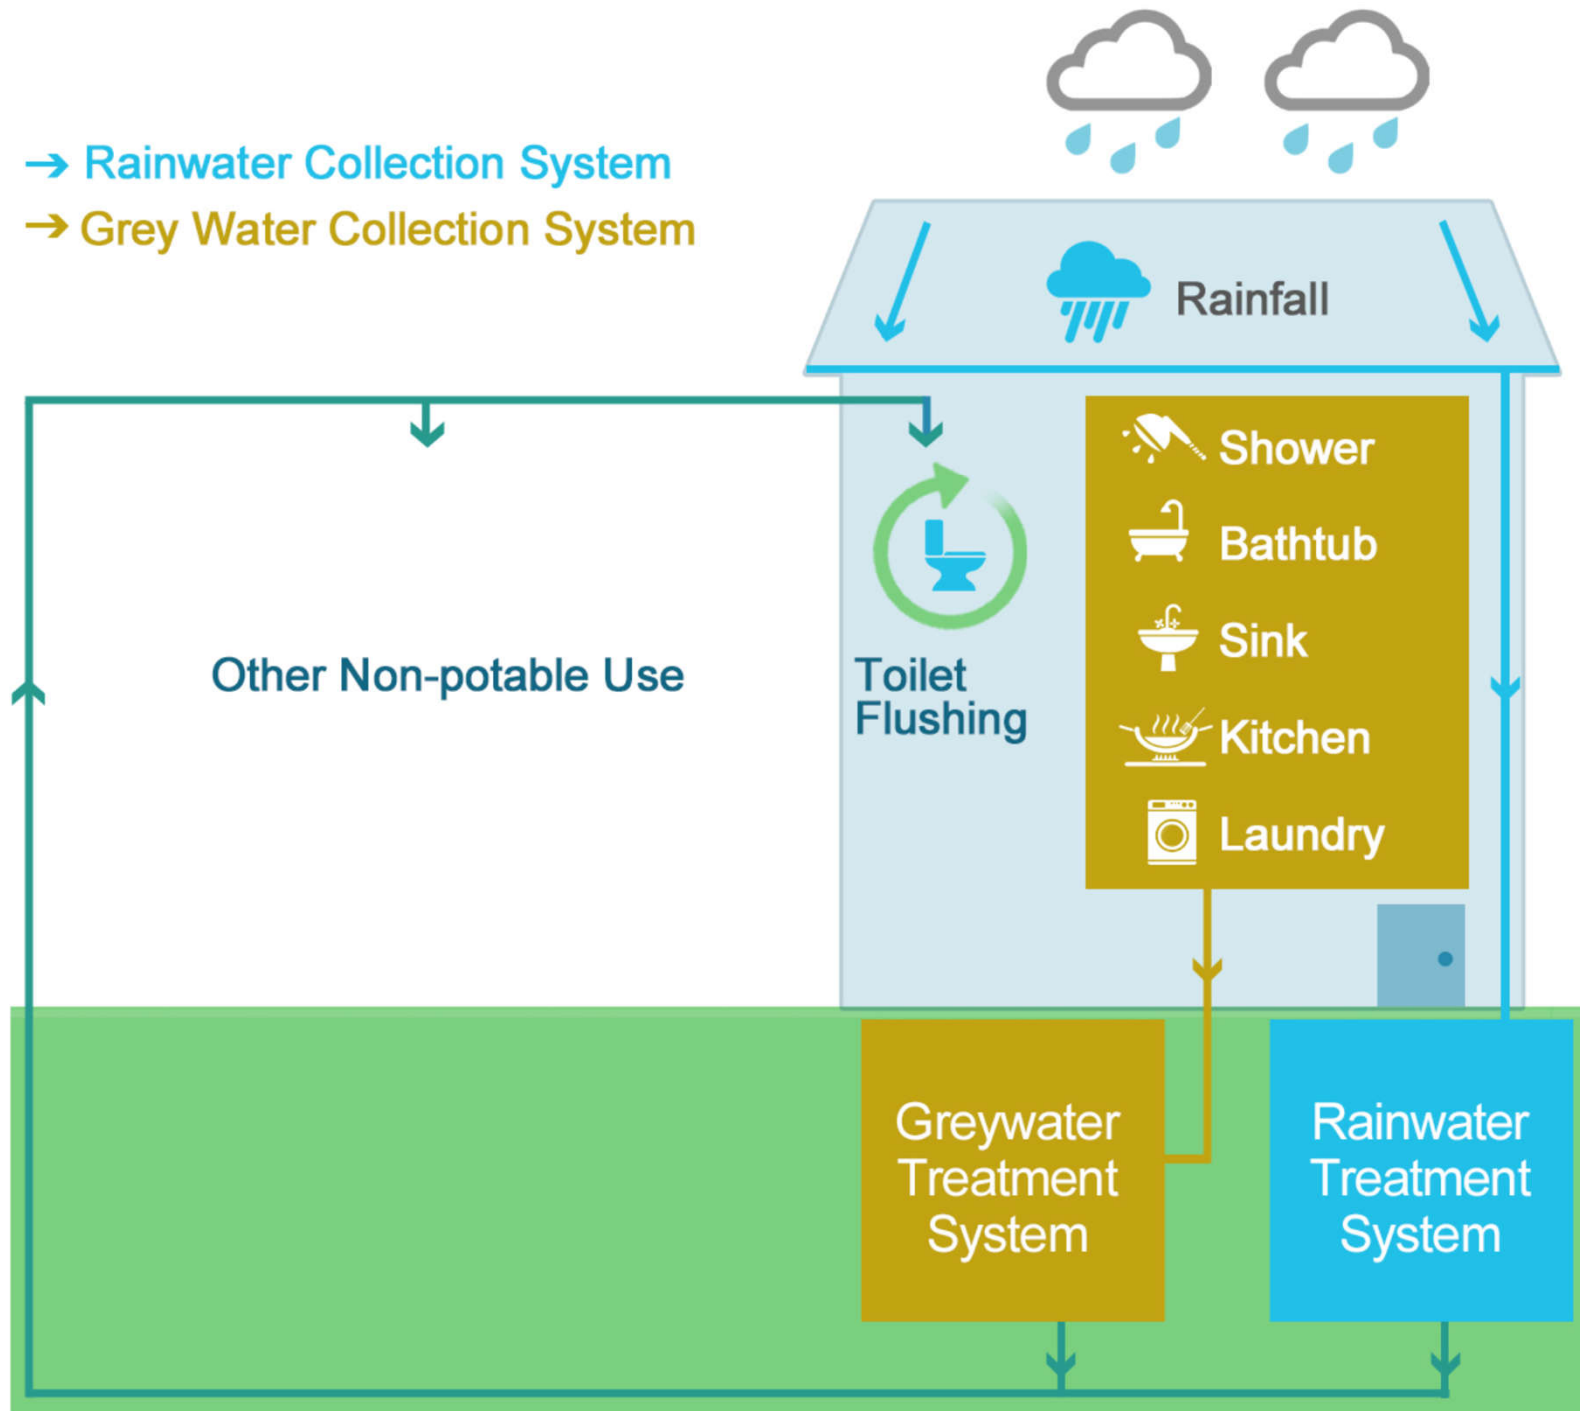 Rainwater Collection System
Grey Water Collection System
Rainfall
Shower
Bathtub
Sink
Kitchen
Laundry
Other Non-potable Use
Toilet
Flushing
Greywater
Treatment
System
Rainwater
Treatment
System